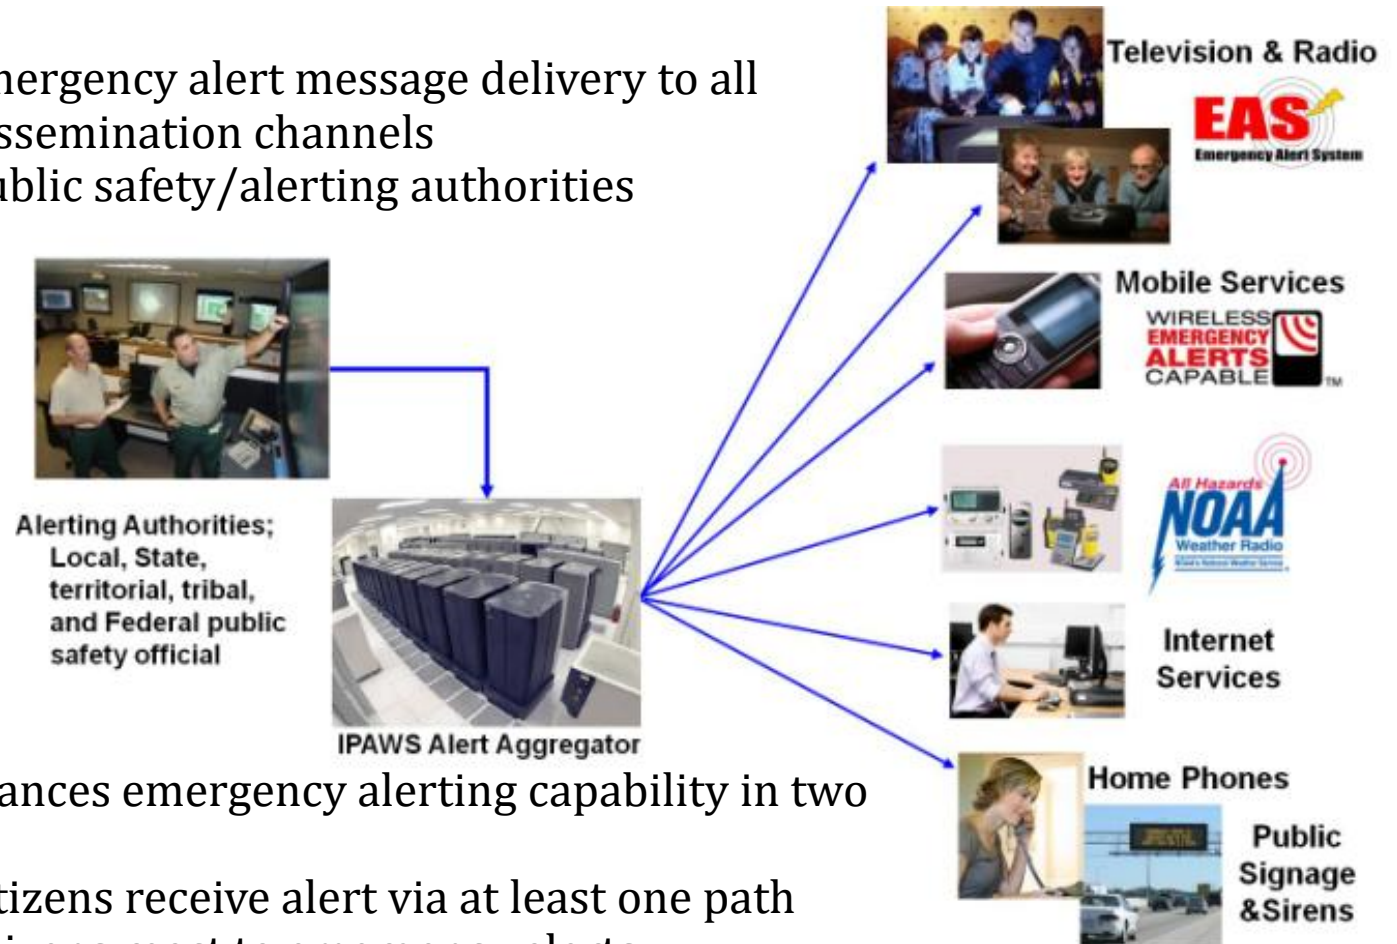 nergency alert message delivery to all
ssemination channels
ublic safety/alerting authorities
Television & Radio
EAS
Emergency Alert System
Mobile Services
WIRELESS
EMERGENCY
ALERTS
CAPABLE
TM
All Hazards
NOAA
Weather Radio
Alerting Authorities;
Local, State,
territorial, tribal,
and Federal public
safety official
IPAWS Alert Aggregator
Internet
Services
Home Phones
Public
Signage
&Sirens
ances emergency alerting capability in two
tizens receive alert via at least one path